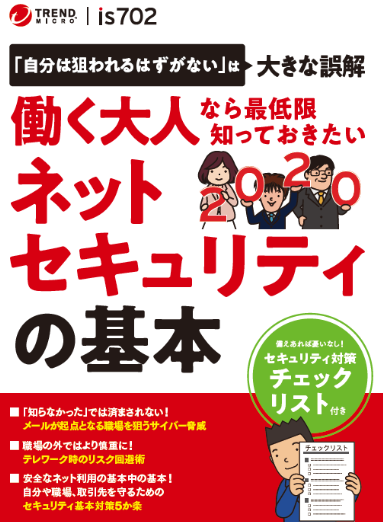 TREND MICRO | is702
「自分は狙われるはずがない」は大きな誤解
働く大人なら最低限
知っておきたい
2020
ネット
セキュリティ
の基本
備えあれば憂いなし！
セキュリティ対策
チェック
リスト付き
■「知らなかった」では済まされない！
メールが起点となる職場を狙うサイバー脅威
■職場の外ではより慎重に！
テレワーク時のリスク回避術
■安全なネット利用の基本中の基本！
自分や職場、取引先を守るための
セキュリティ基本対策5か条
チェックリスト